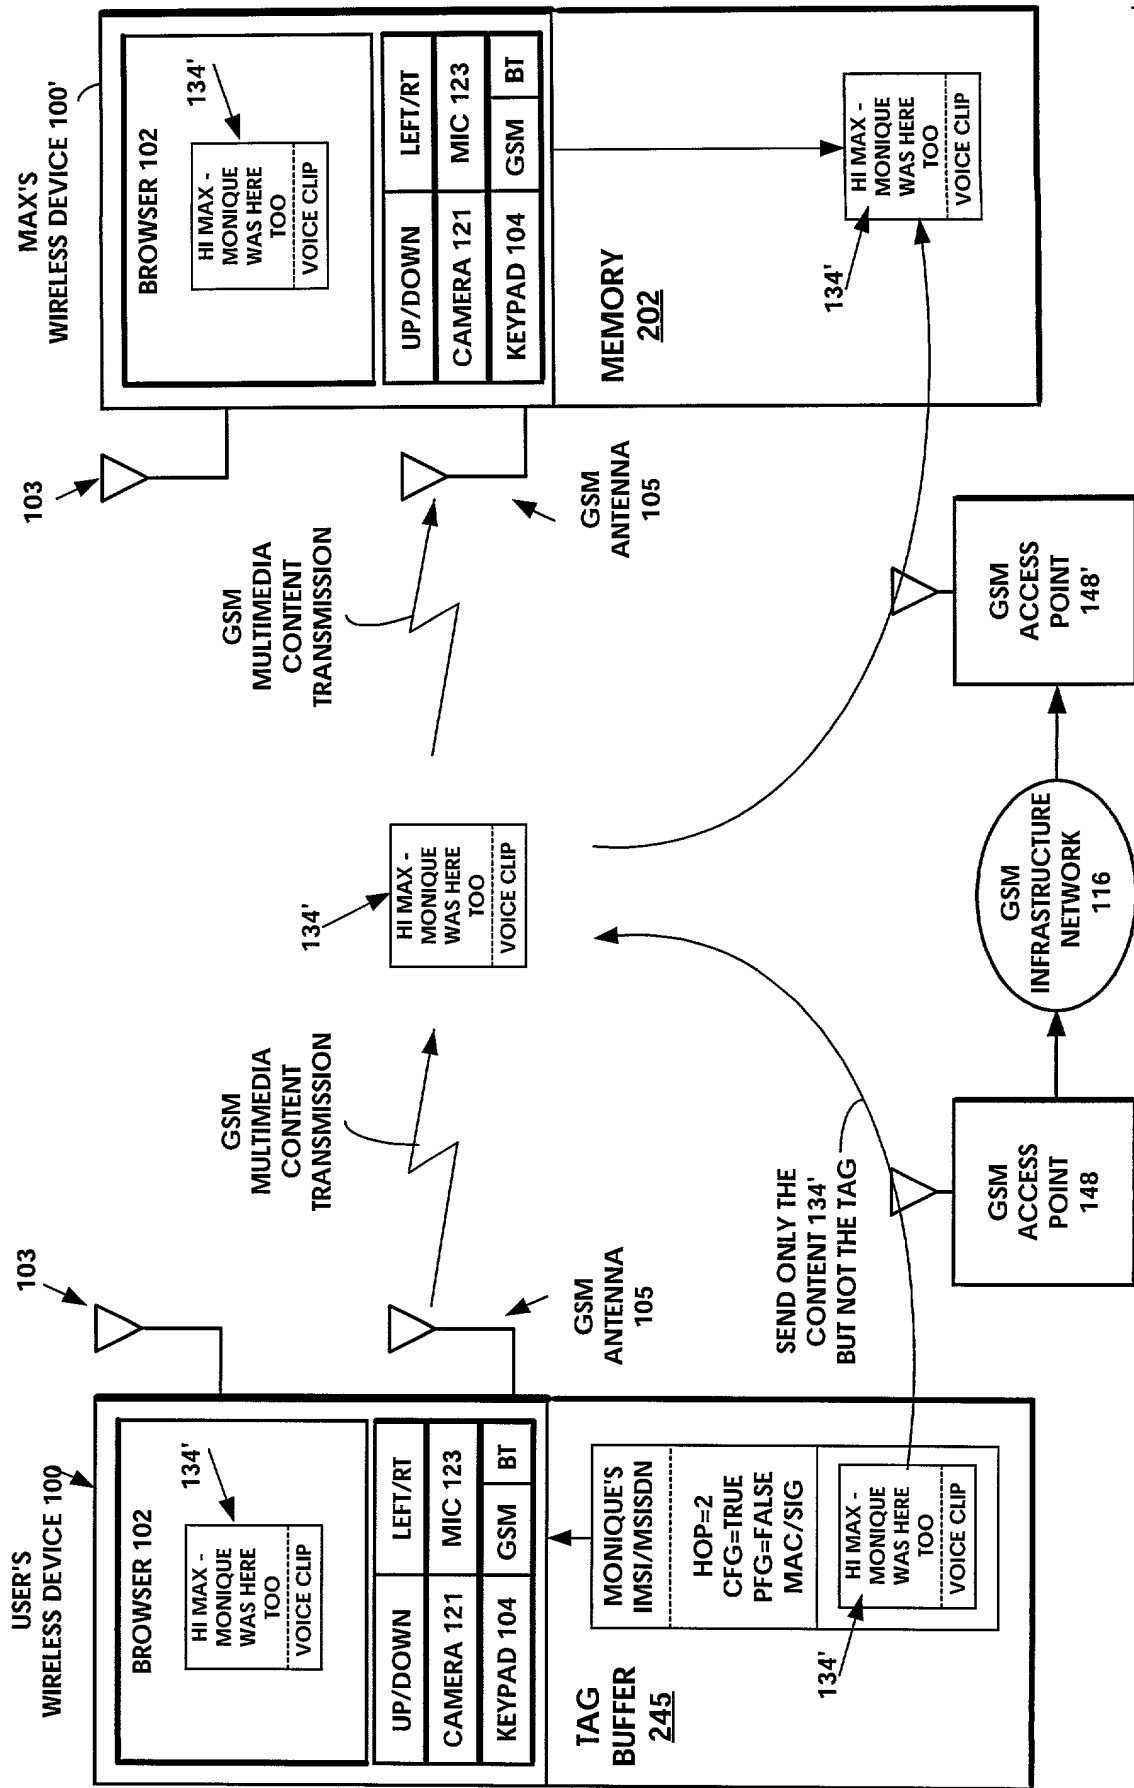 USER'S
WIRELESS DEVICE 100
BROWSER 102
134'
HI MAX -
MONIQUE
WAS HERE
TOO
VOICE CLIP
UP/DOWN
LEFT/RT
CAMERA 121
MIC 123
KEYPAD 104
GSM
BT
TAG
BUFFER
245
MONIQUE'S
IMSI/MSISDN
HOP=2
CFG=TRUE
PFG=FALSE
MAC/SIG
134'
HI MAX -
MONIQUE
WAS HERE
TOO
VOICE CLIP
103
GSM
ANTENNA
105
GSM
MULTIMEDIA
CONTENT
TRANSMISSION
SEND ONLY THE
CONTENT 134'
BUT NOT THE TAG
GSM
ACCESS
POINT
148
134'
HI MAX -
MONIQUE
WAS HERE
TOO
VOICE CLIP
GSM
INFRASTRUCTURE
NETWORK
116
GSM
MULTIMEDIA
CONTENT
TRANSMISSION
103
GSM
ANTENNA
105
GSM
ACCESS
POINT
148'
MAX'S
WIRELESS DEVICE 100'
BROWSER 102
134'
HI MAX -
MONIQUE
WAS HERE
TOO
VOICE CLIP
UP/DOWN
LEFT/RT
CAMERA 121
MIC 123
KEYPAD 104
GSM
BT
MEMORY
202
134'
HI MAX -
MONIQUE
WAS HERE
TOO
VOICE CLIP